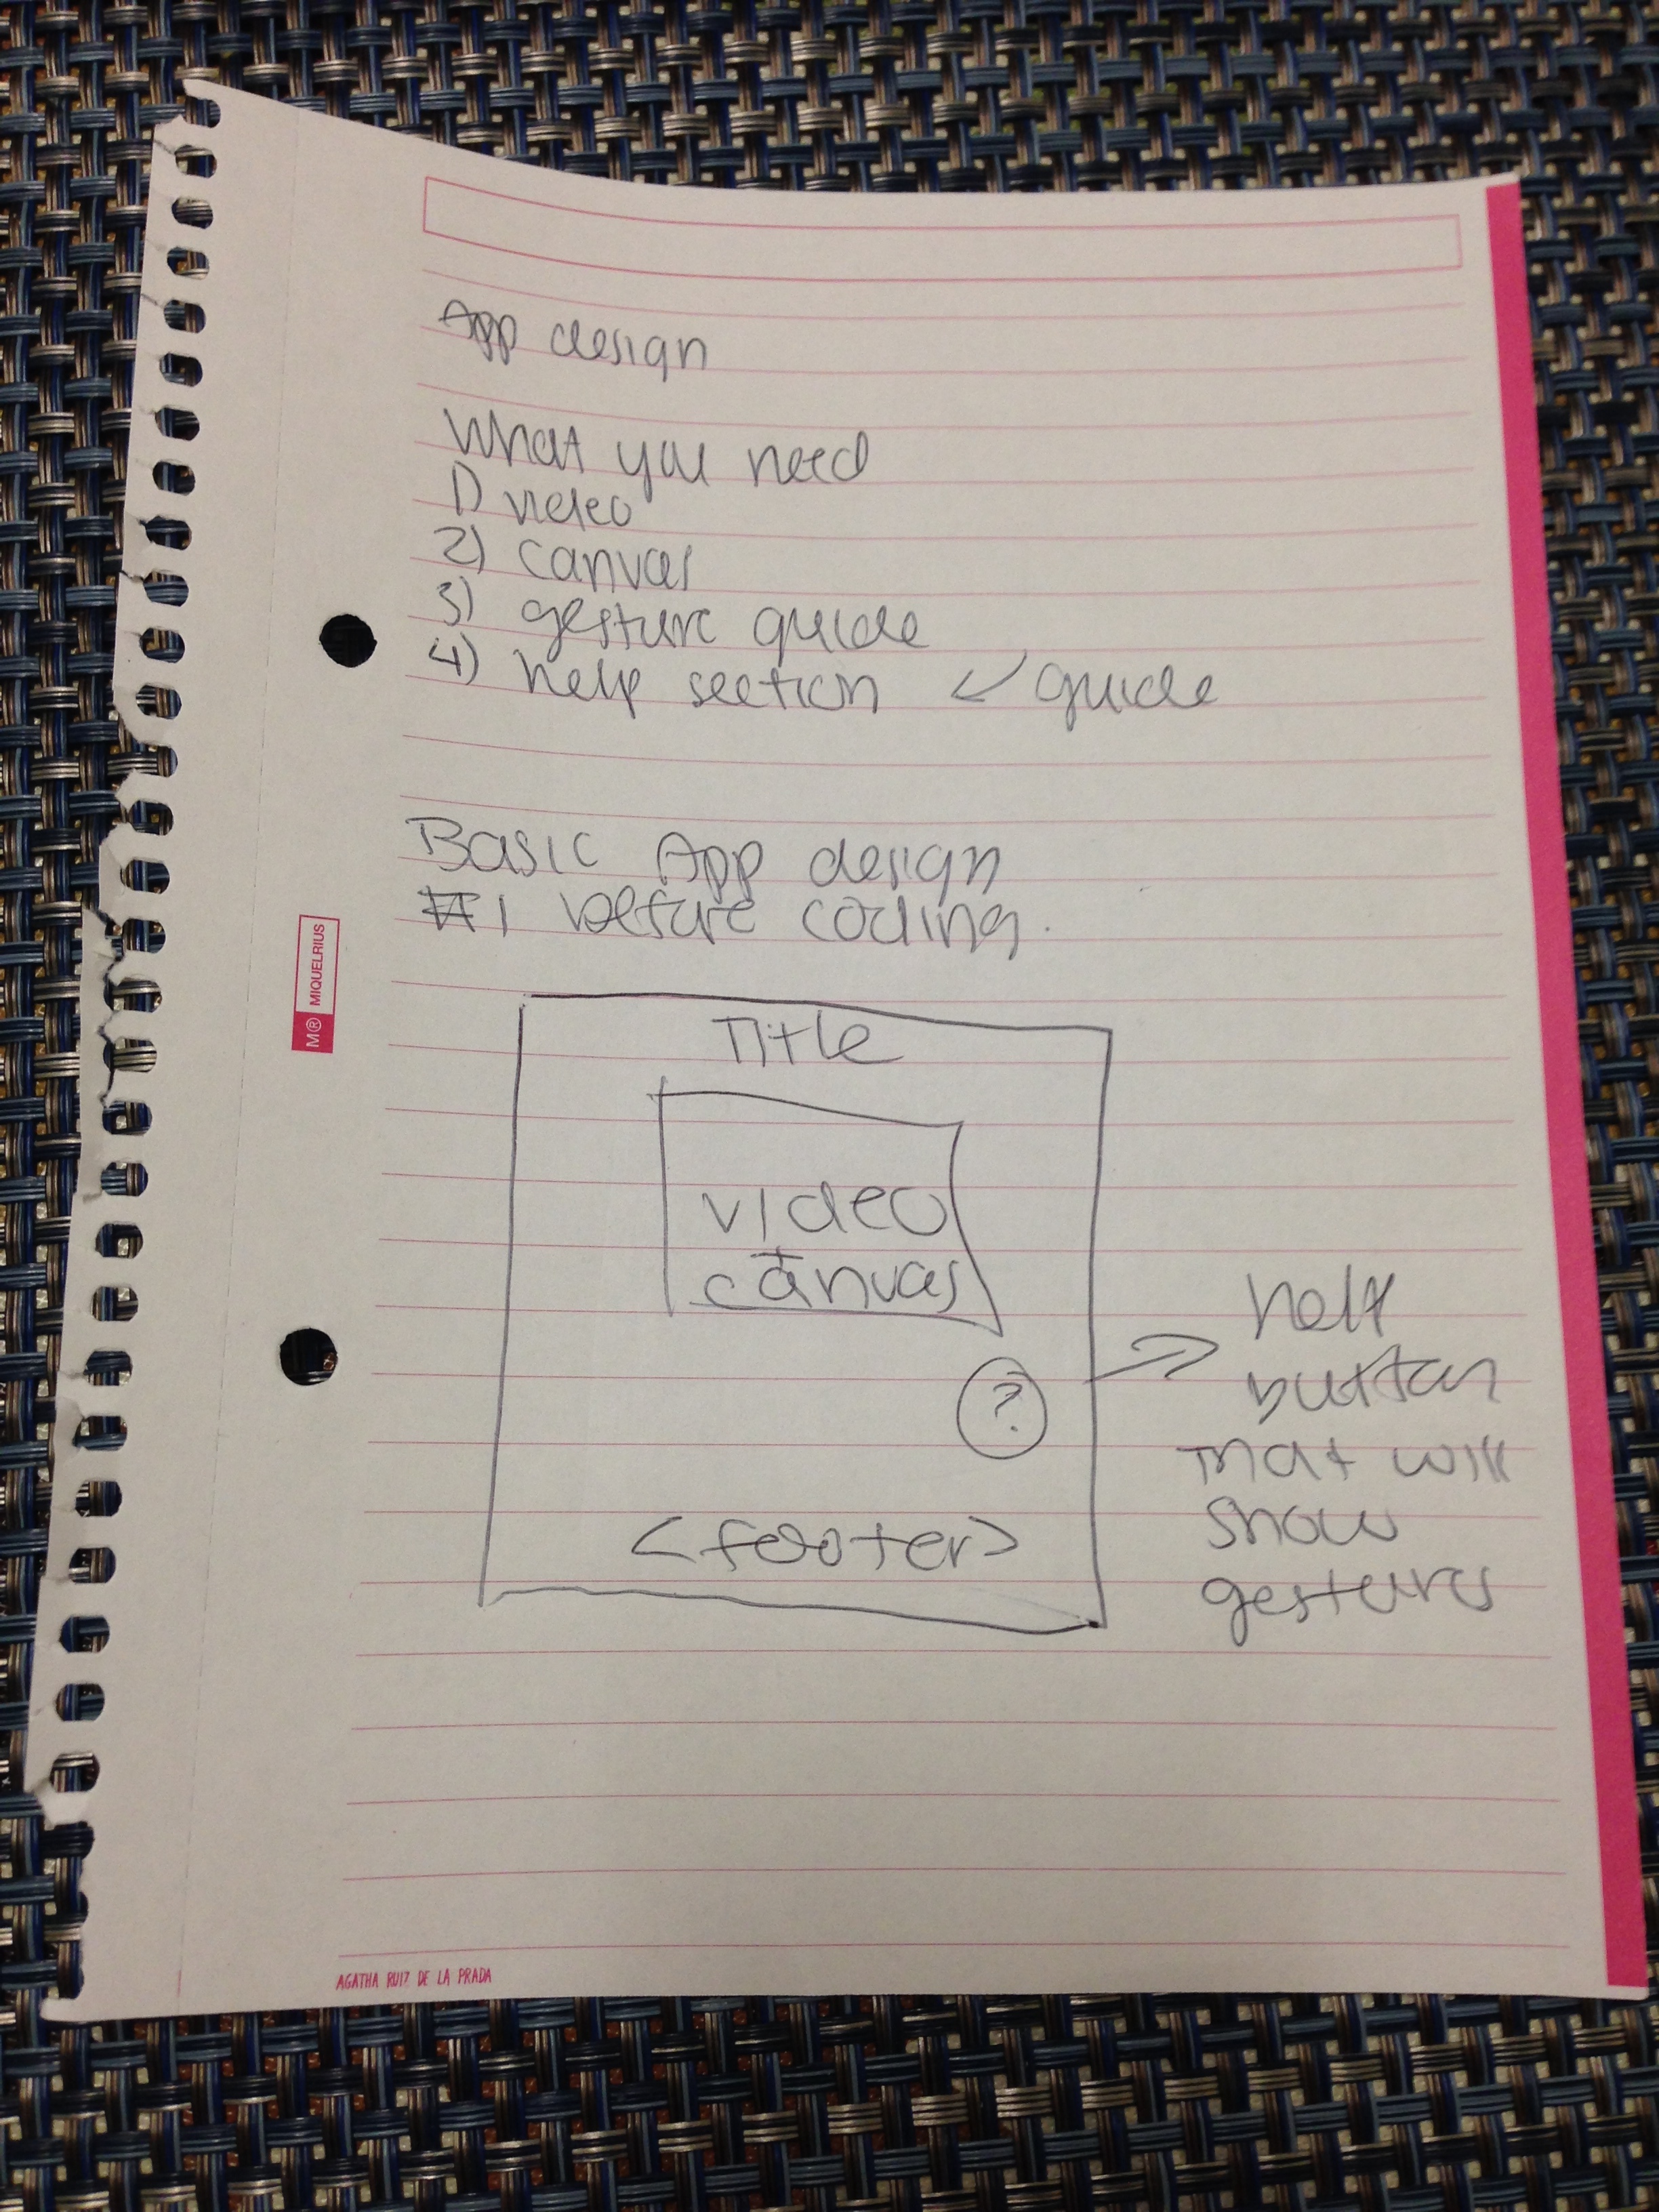 App design
What you need
1) video
2) canvas
3) gesture guide
4) help section ↙ guide
Basic App design
#1 before coding.
Title
video
+
canvas
?
<footer>
help
button
that will
show
gestures
M® MIQUELRIUS
AGATHA RUIZ DE LA PRADA